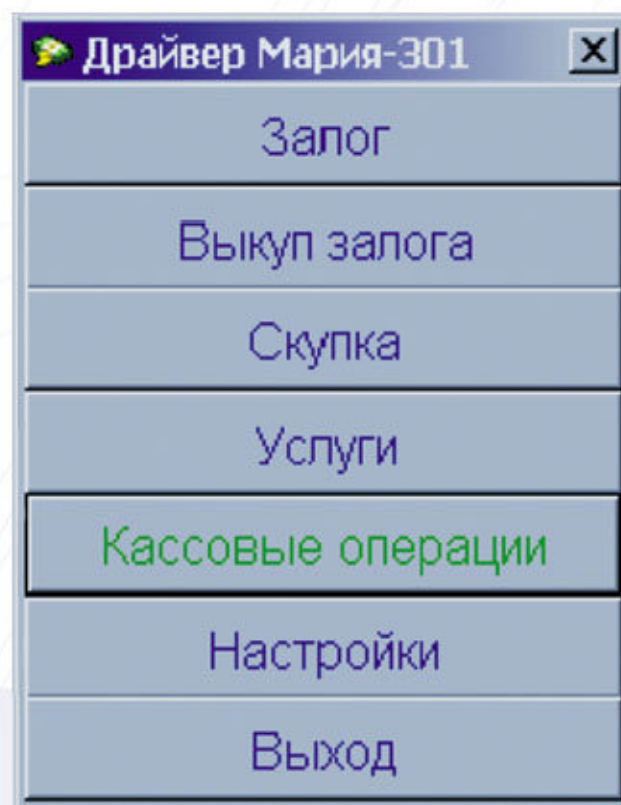 Драйвер Мария-301
Залог
Выкуп залога
Скупка
Услуги
Кассовые операции
Настройки
Выход